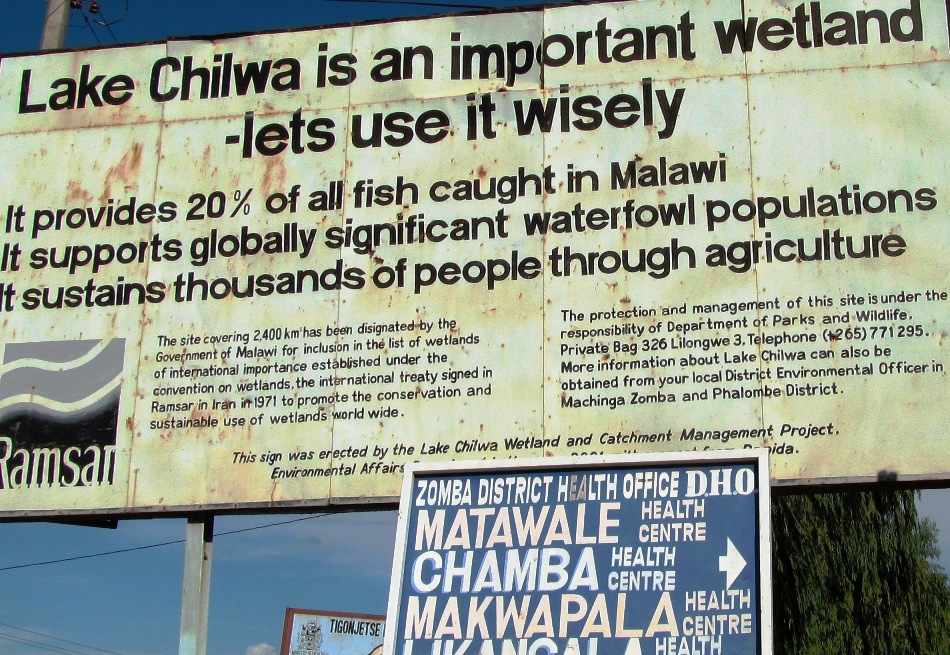 Lake Chilwa is an important wetland
-lets use it wisely
It provides 20% of all fish caught in Malawi
It supports globally significant waterfowl populations
It sustains thousands of people through agriculture
The site covering 2,400 km² has been disignated by the
Government of Malawi for inclusion in the list of wetlands
of international importance established under the
convention on wetlands, the international treaty signed in
Ramsar in Iran in 1971 to promote the conservation and
sustainable use of wetlands world wide.
The protection and management of this site is under the
responsibility of Department of Parks and Wildlife,
Private Bag 326 Lilongwe 3, Telephone (+265) 771 295.
More information about Lake Chilwa can also be
obtained from your local District Environmental Officer in
Machinga Zomba and Phalombe District.
Ramsar
This sign was erected by the Lake Chilwa Wetland and Catchment Management Project,
Environmental Affairs
ZOMBA DISTRICT HEALTH OFFICE D.H.O
MATAWALE HEALTH CENTRE
CHAMBA HEALTH CENTRE
MAKWAPALA HEALTH CENTRE
LIKANGALA HEALTH
TIGONJETSE